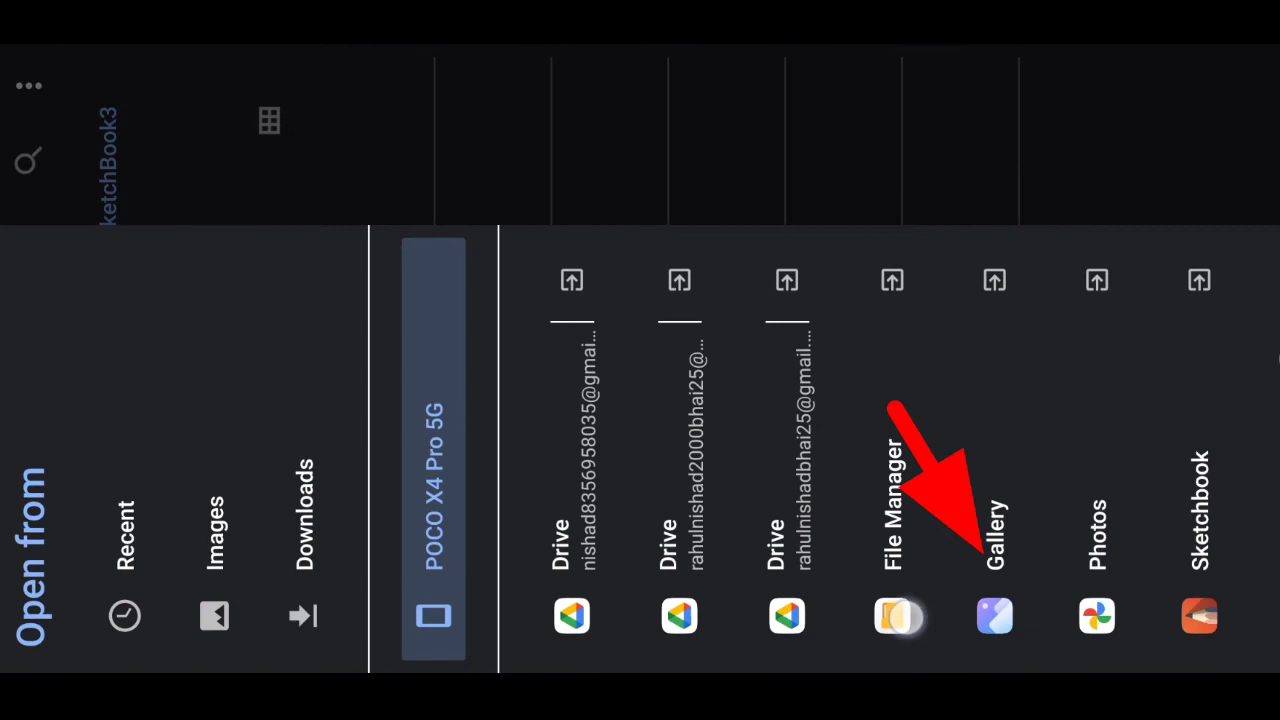 ketchBook3
Open from
Recent
Images
Downloads
POCO X4 Pro 5G
Drive
nishad8356958035@gmai...
Drive
rahulnishad2000bhai25@...
Drive
rahulnishadbhai25@gmail....
File Manager
Gallery
Photos
Sketchbook